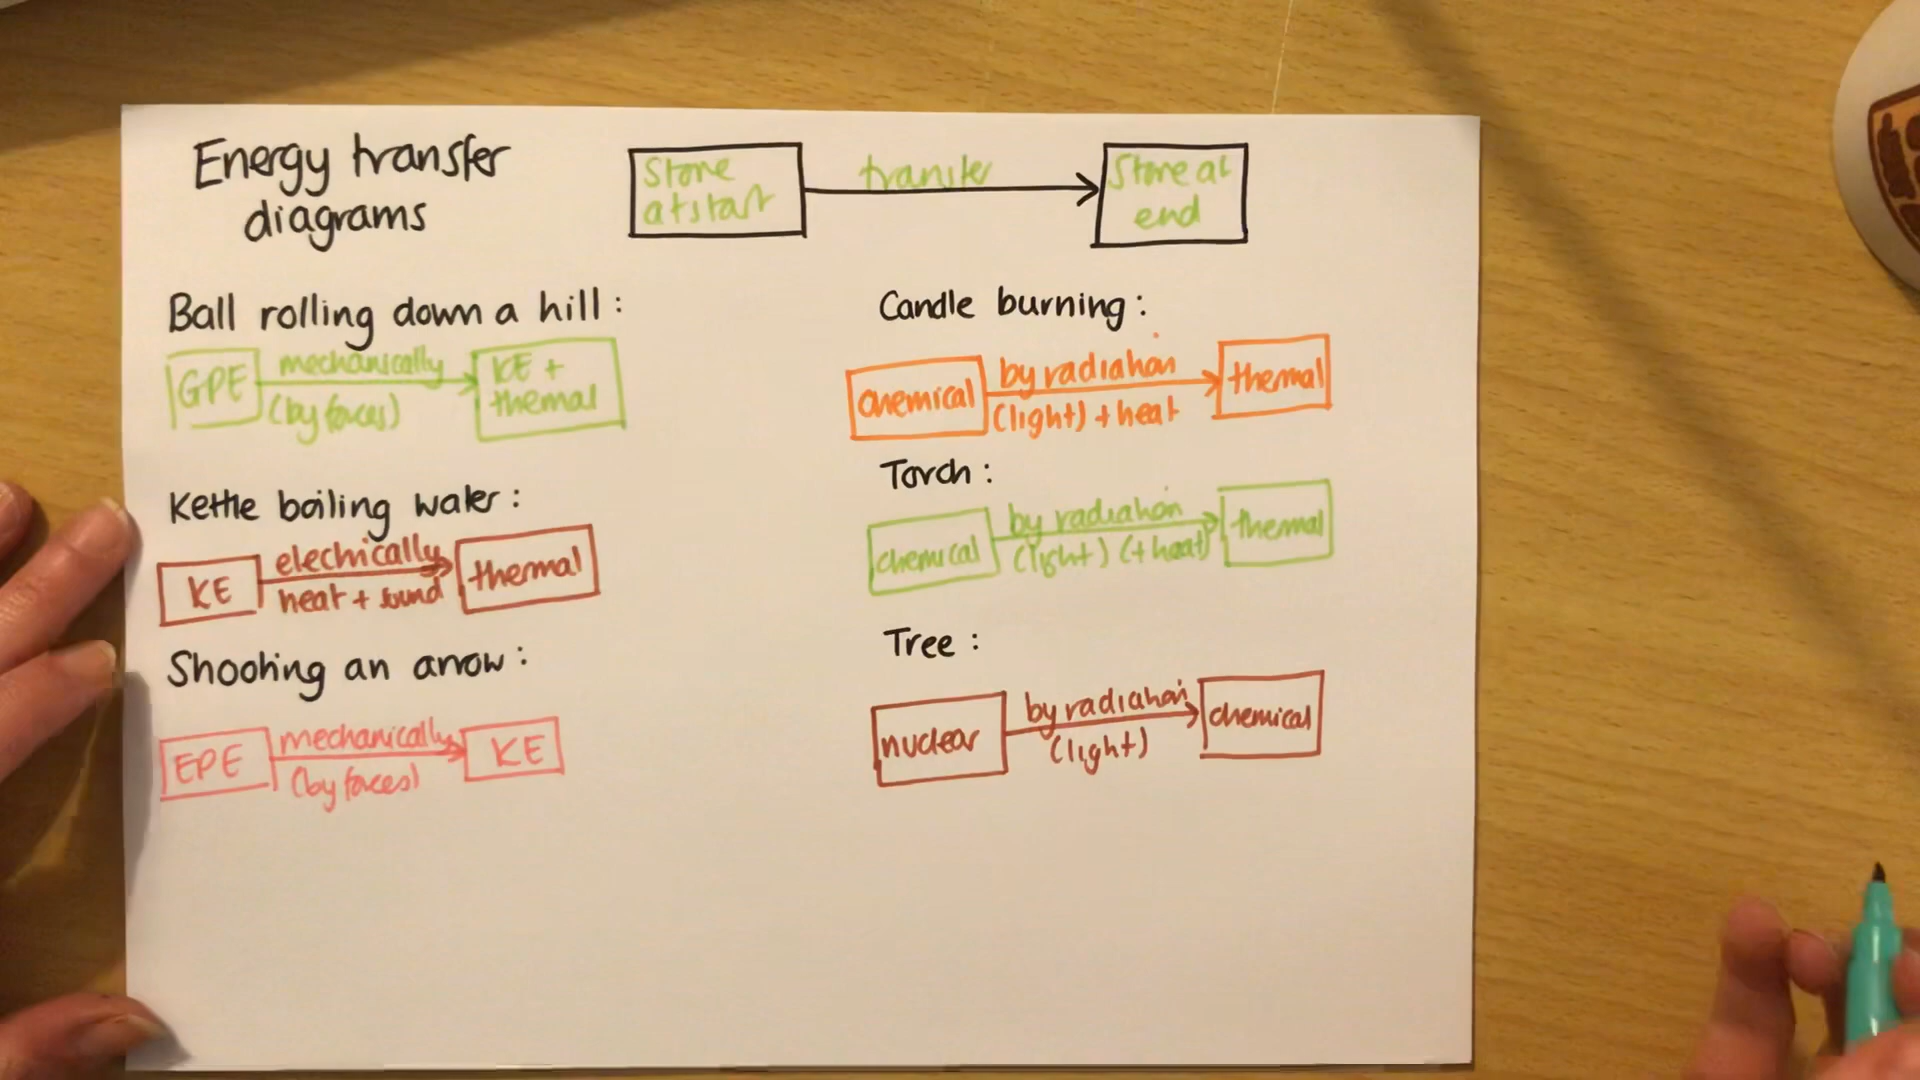 Energy transfer
diagrams
Store
at start
transfer
Store at
end
Ball rolling down a hill:
GPE
mechanically
(by forces)
KE +
thermal
Kettle boiling water:
KE
electrically
heat + sound
thermal
Shooting an arrow:
EPE
mechanically
(by forces)
KE
Candle burning:
chemical
by radiation
(light) + heat
thermal
Torch:
chemical
by radiation
(light) (+ heat)
thermal
Tree:
nuclear
by radiation
(light)
chemical